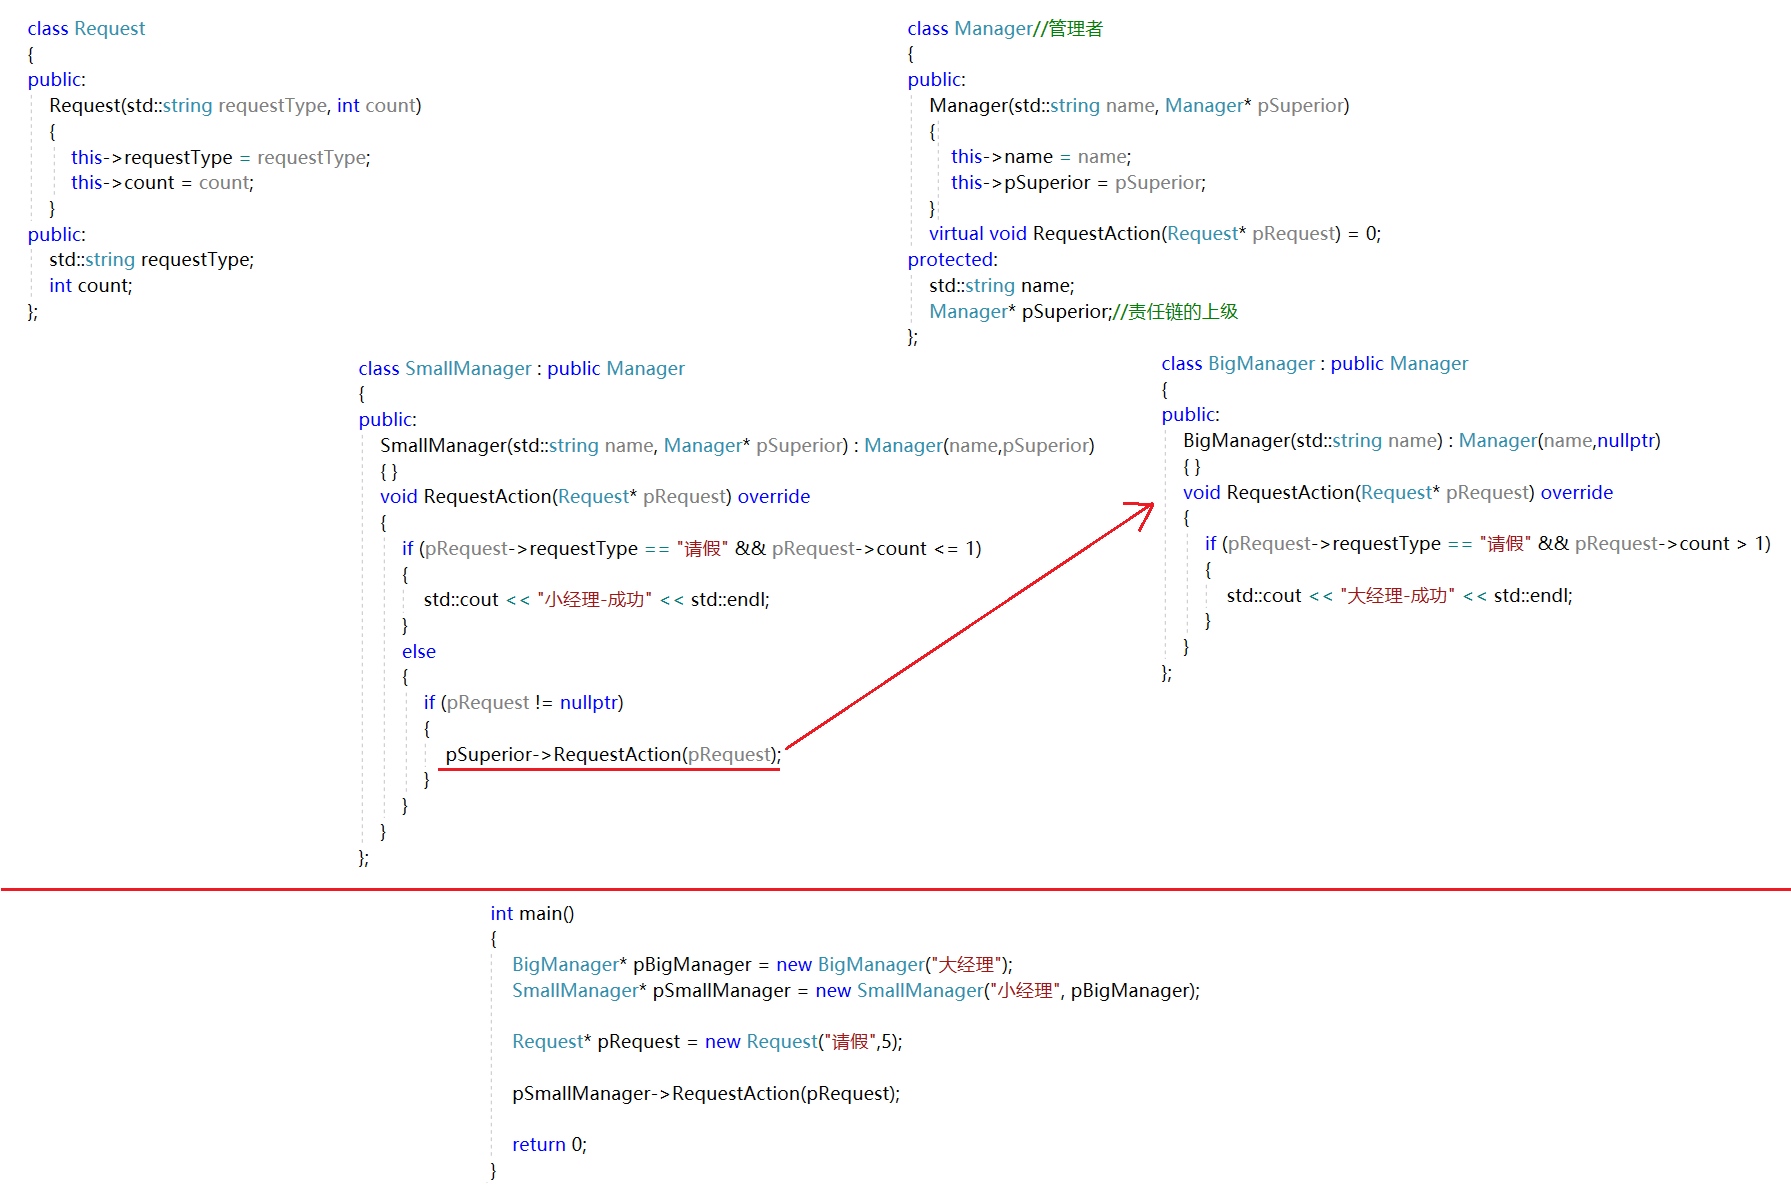 class Request
{
public:
Request(std::string requestType, int count)
{
this->requestType = requestType;
this->count = count;
}
public:
std::string requestType;
int count;
};
class Manager//管理者
{
public:
Manager(std::string name, Manager* pSuperior)
{
this->name = name;
this->pSuperior = pSuperior;
}
virtual void RequestAction(Request* pRequest) = 0;
protected:
std::string name;
Manager* pSuperior;//责任链的上级
};
class SmallManager : public Manager
{
public:
SmallManager(std::string name, Manager* pSuperior) : Manager(name,pSuperior)
{ }
void RequestAction(Request* pRequest) override
{
if (pRequest->requestType == "请假" && pRequest->count <= 1)
{
std::cout << "小经理-成功" << std::endl;
}
else
{
if (pRequest != nullptr)
{
pSuperior->RequestAction(pRequest);
}
}
}
};
class BigManager : public Manager
{
public:
BigManager(std::string name) : Manager(name,nullptr)
{ }
void RequestAction(Request* pRequest) override
{
if (pRequest->requestType == "请假" && pRequest->count > 1)
{
std::cout << "大经理-成功" << std::endl;
}
}
};
int main()
{
BigManager* pBigManager = new BigManager("大经理");
SmallManager* pSmallManager = new SmallManager("小经理", pBigManager);
Request* pRequest = new Request("请假",5);
pSmallManager->RequestAction(pRequest);
return 0;
}